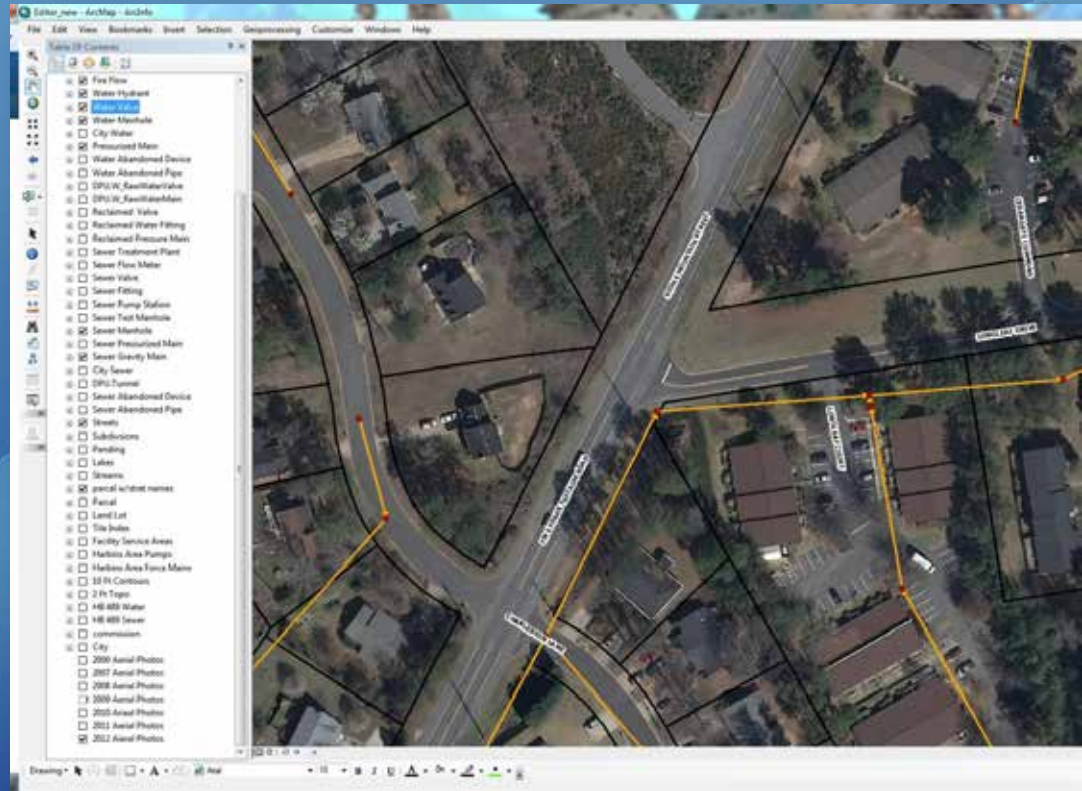 Editor_new - ArcMap - ArcInfo
File Edit View Bookmarks Insert Selection Geoprocessing Customize Windows Help
Table Of Contents
Fire Flow
Water Hydrant
Water Valve
Water Manhole
City Water
Pressurized Main
Water Abandoned Device
Water Abandoned Pipe
DPU.W_RawWaterValve
DPU.W_RawWaterMain
Reclaimed Valve
Reclaimed Water Fitting
Reclaimed Pressure Main
Sewer Treatment Plant
Sewer Flow Meter
Sewer Valve
Sewer Fitting
Sewer Pump Station
Sewer Test Manhole
Sewer Manhole
Sewer Pressurized Main
Sewer Gravity Main
City Sewer
DPU.Tunnel
Sewer Abandoned Device
Sewer Abandoned Pipe
Streets
Subdivsions
Panding
Lakes
Streams
parcel w/stret names
Parcel
Land Lot
Tile Index
Facility Service Areas
Harbins Area Pumps
Harbins Area Force Mains
10 Ft Contours
2 Ft Topo
HB 489 Water
HB 489 Sewer
commission
City
2006 Aerial Photos
2007 Aerial Photos
2008 Aerial Photos
2009 Aerial Photos
2010 Aerial Photos
2011 Aerial Photos
2012 Aerial Photos
Drawing
Arial
10
B I U A